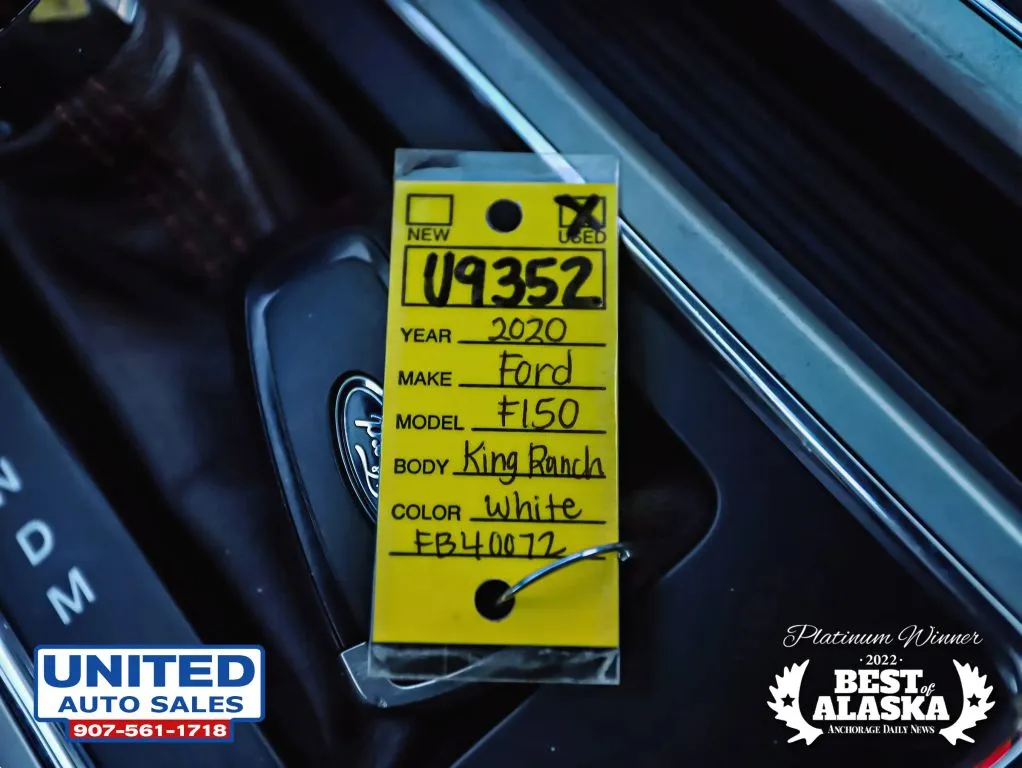 NEW USED
U9352
YEAR 2020
MAKE Ford
MODEL F150
BODY King Ranch
COLOR White
FB40072
Ford
N
D
M
UNITED
AUTO SALES
907-561-1718
Platinum Winner
·2022·
BEST of
ALASKA
ANCHORAGE DAILY NEWS